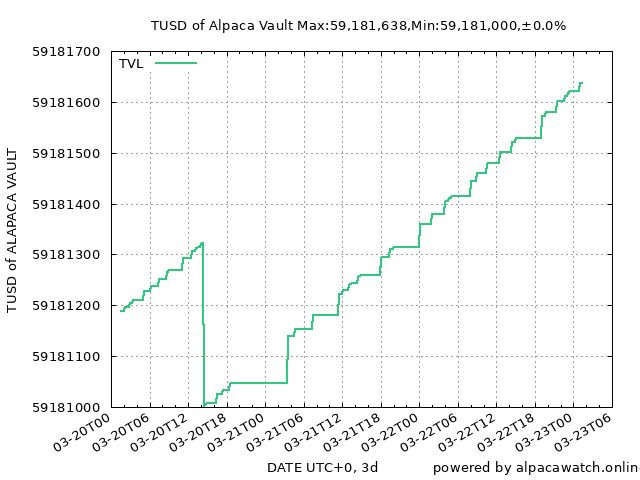 TUSD of Alpaca Vault Max:59,181,638,Min:59,181,000,±0.0%
TVL
59181700
59181600
59181500
59181400
59181300
59181200
59181100
59181000
TUSD of ALAPACA VAULT
03-20T00
03-20T06
03-20T12
03-20T18
03-21T00
03-21T06
03-21T12
03-21T18
03-22T00
03-22T06
03-22T12
03-22T18
03-23T00
03-23T06
DATE UTC+0, 3d
powered by alpacawatch.onlin